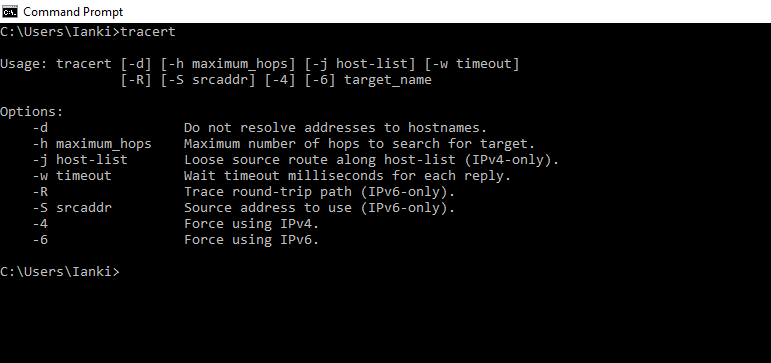 Command Prompt
C:\Users\Ianki>tracert
Usage: tracert [-d] [-h maximum_hops] [-j host-list] [-w timeout]
               [-R] [-S srcaddr] [-4] [-6] target_name
Options:
    -d                 Do not resolve addresses to hostnames.
    -h maximum_hops    Maximum number of hops to search for target.
    -j host-list       Loose source route along host-list (IPv4-only).
    -w timeout         Wait timeout milliseconds for each reply.
    -R                 Trace round-trip path (IPv6-only).
    -S srcaddr         Source address to use (IPv6-only).
    -4                 Force using IPv4.
    -6                 Force using IPv6.
C:\Users\Ianki>